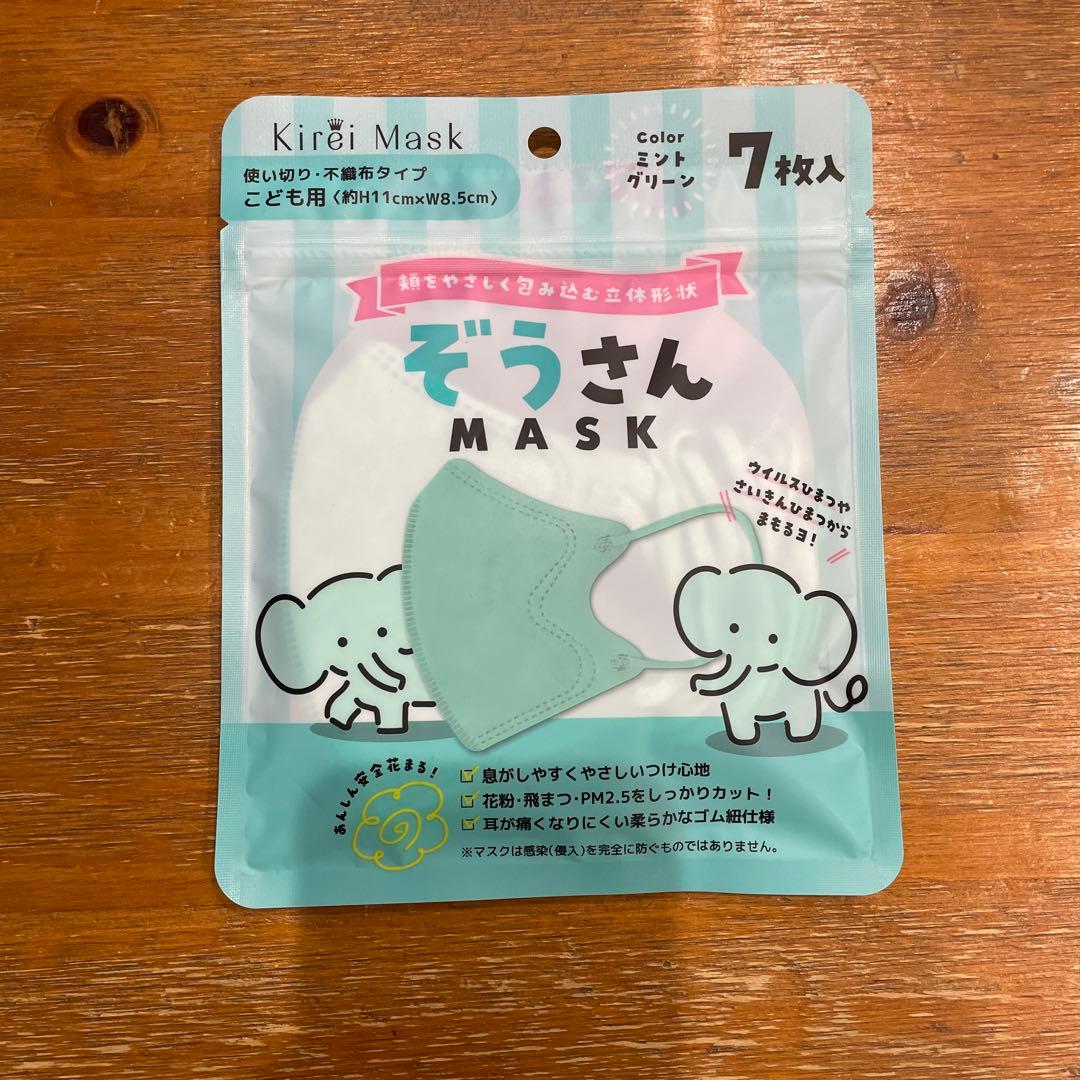 Kirei Mask
使い切り・不織布タイプ
こども用〈約H11cm×W8.5cm〉
Color
ミント
グリーン
7枚入
頬をやさしく包み込む立体形状
ぞうさん
MASK
ウイルスひまつや
さいきんひまつから
まもるヨ!
あんしん安全花まる!
息がしやすくやさしいつけ心地
花粉・飛まつ・PM2.5をしっかりカット!
耳が痛くなりにくい柔らかなゴム紐仕様
※マスクは感染(侵入)を完全に防ぐものではありません。